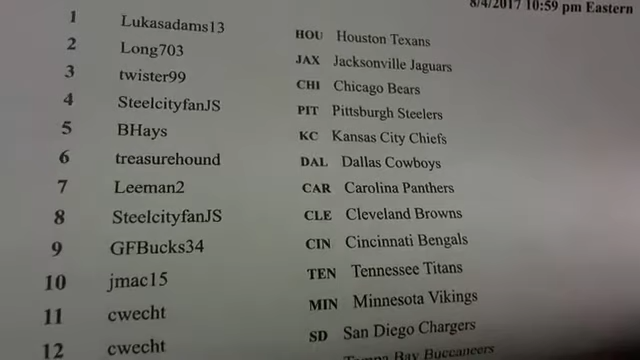 8/4/2017 10:59 pm Eastern
1 Lukasadams13 HOU Houston Texans
2 Long703 JAX Jacksonville Jaguars
3 twister99 CHI Chicago Bears
4 SteelcityfanJS PIT Pittsburgh Steelers
5 BHays KC Kansas City Chiefs
6 treasurehound DAL Dallas Cowboys
7 Leeman2 CAR Carolina Panthers
8 SteelcityfanJS CLE Cleveland Browns
9 GFBucks34 CIN Cincinnati Bengals
10 jmac15 TEN Tennessee Titans
11 cwecht MIN Minnesota Vikings
12 cwecht SD San Diego Chargers
Tampa Bay Buccaneers